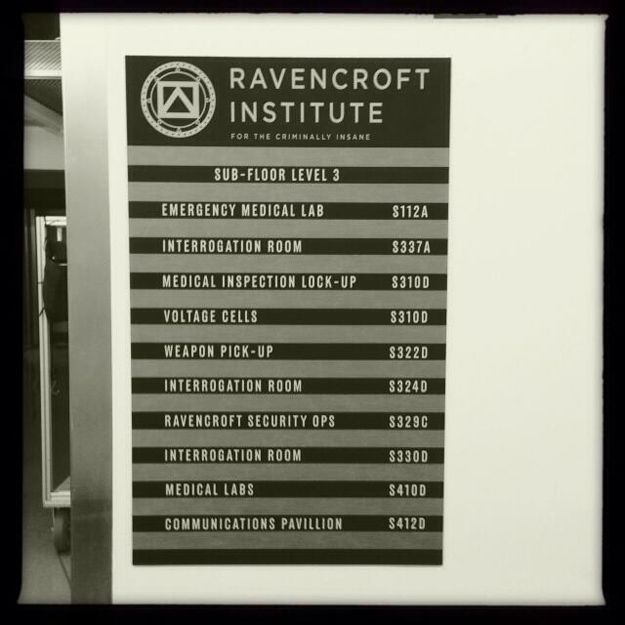 RAVENCROFT
INSTITUTE
FOR THE CRIMINALLY INSANE
SUB-FLOOR LEVEL 3
EMERGENCY MEDICAL LAB S112A
INTERROGATION ROOM S337A
MEDICAL INSPECTION LOCK-UP S310D
VOLTAGE CELLS S310D
WEAPON PICK-UP S322D
INTERROGATION ROOM S324D
RAVENCROFT SECURITY OPS S329C
INTERROGATION ROOM S330D
MEDICAL LABS S410D
COMMUNICATIONS PAVILLION S412D